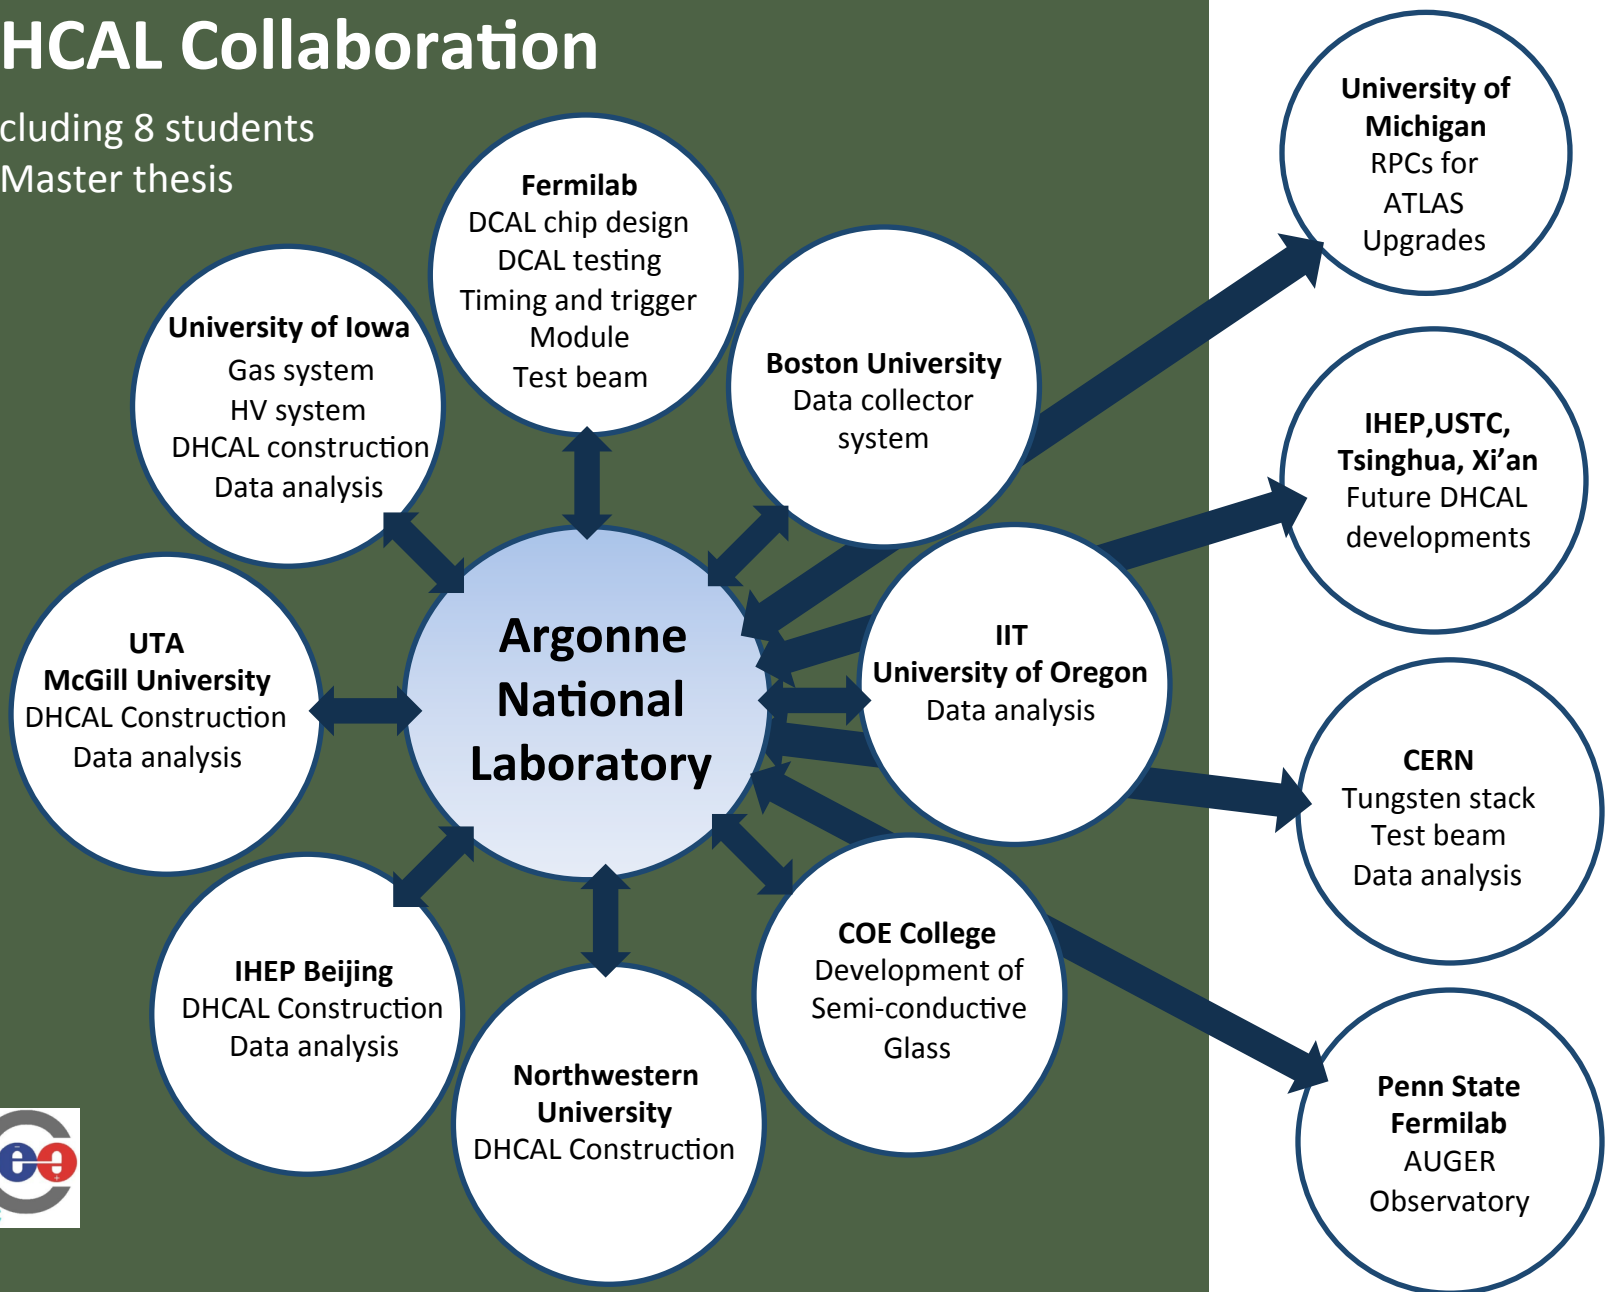 HCAL Collaboration
cluding 8 students
Master thesis
Fermilab
DCAL chip design
DCAL testing
Timing and trigger
Module
Test beam
University of Iowa
Gas system
HV system
DHCAL construction
Data analysis
Boston University
Data collector
system
UTA
McGill University
DHCAL Construction
Data analysis
Argonne
National
Laboratory
IIT
University of Oregon
Data analysis
IHEP Beijing
DHCAL Construction
Data analysis
Northwestern
University
DHCAL Construction
COE College
Development of
Semi-conductive
Glass
University of
Michigan
RPCs for
ATLAS
Upgrades
IHEP,USTC,
Tsinghua, Xi’an
Future DHCAL
developments
CERN
Tungsten stack
Test beam
Data analysis
Penn State
Fermilab
AUGER
Observatory